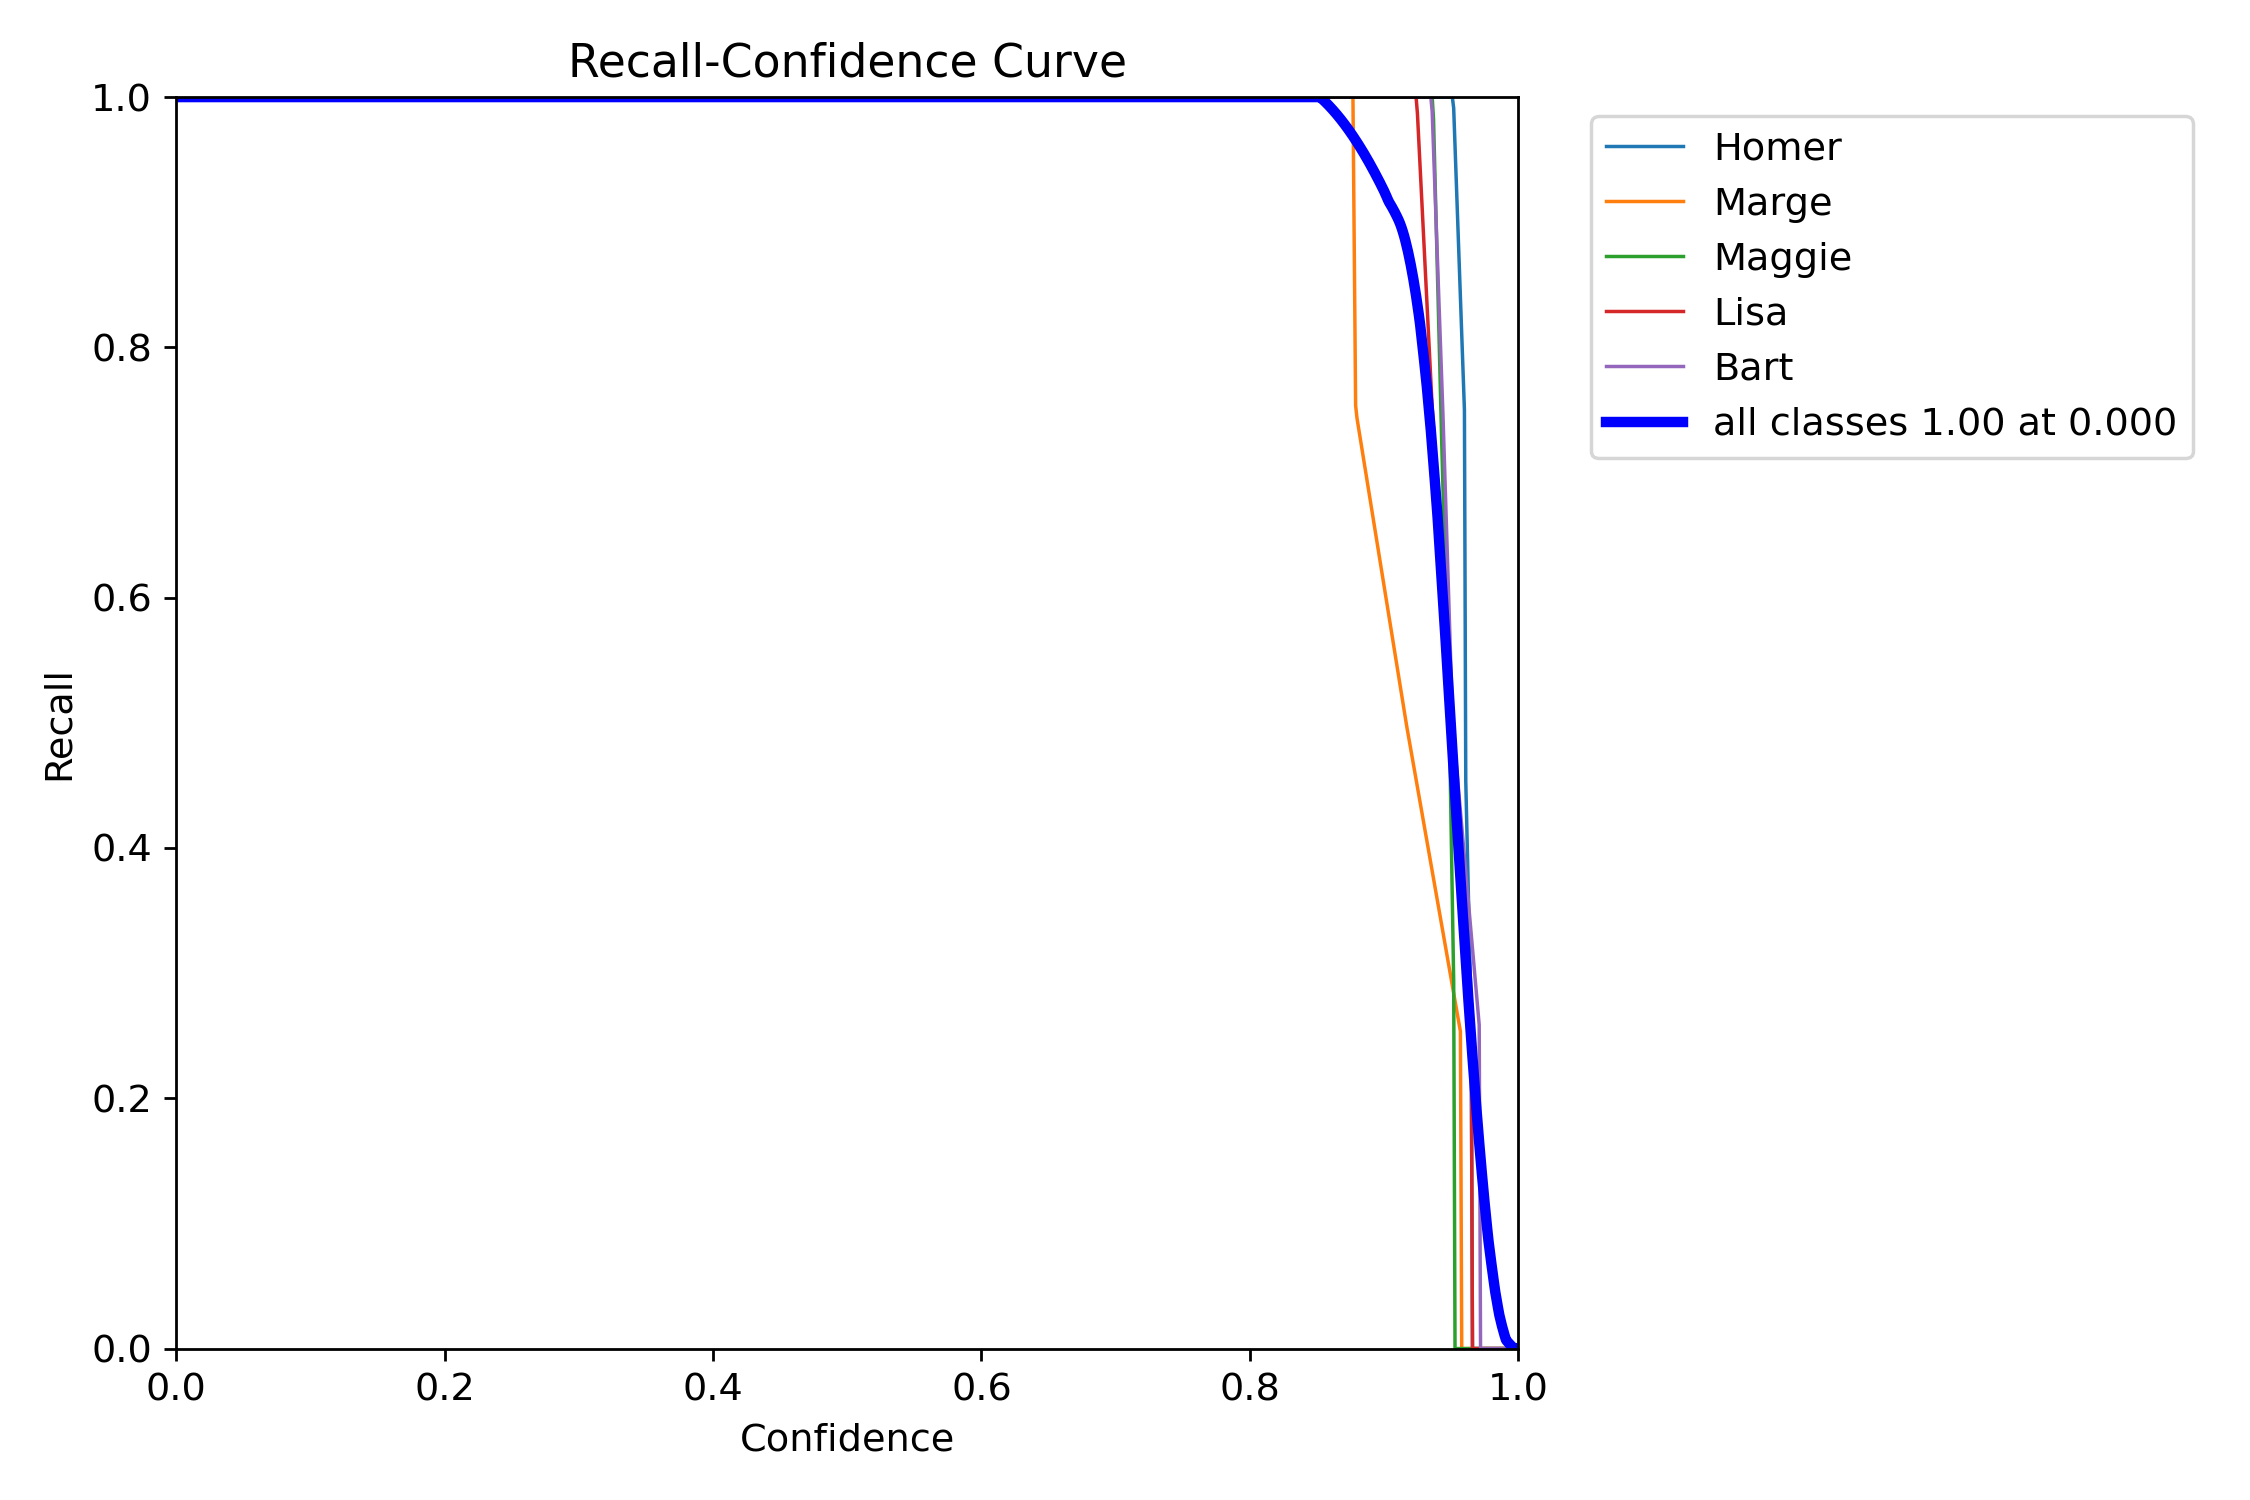 Recall-Confidence Curve
1.0
0.8
0.6
0.4
0.2
0.0
Recall
0.0 0.2 0.4 0.6 0.8 1.0
Confidence
Homer
Marge
Maggie
Lisa
Bart
all classes 1.00 at 0.000